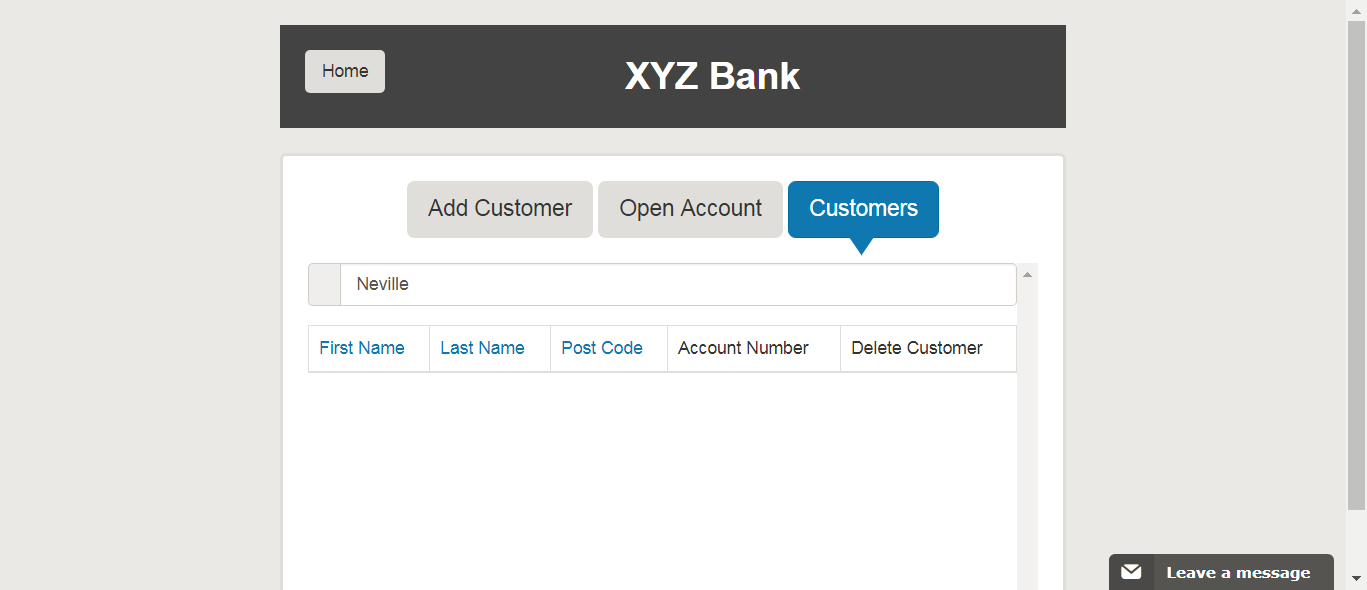 Home
XYZ Bank
Add Customer
Open Account
Customers
Neville
First Name
Last Name
Post Code
Account Number
Delete Customer
Leave a message